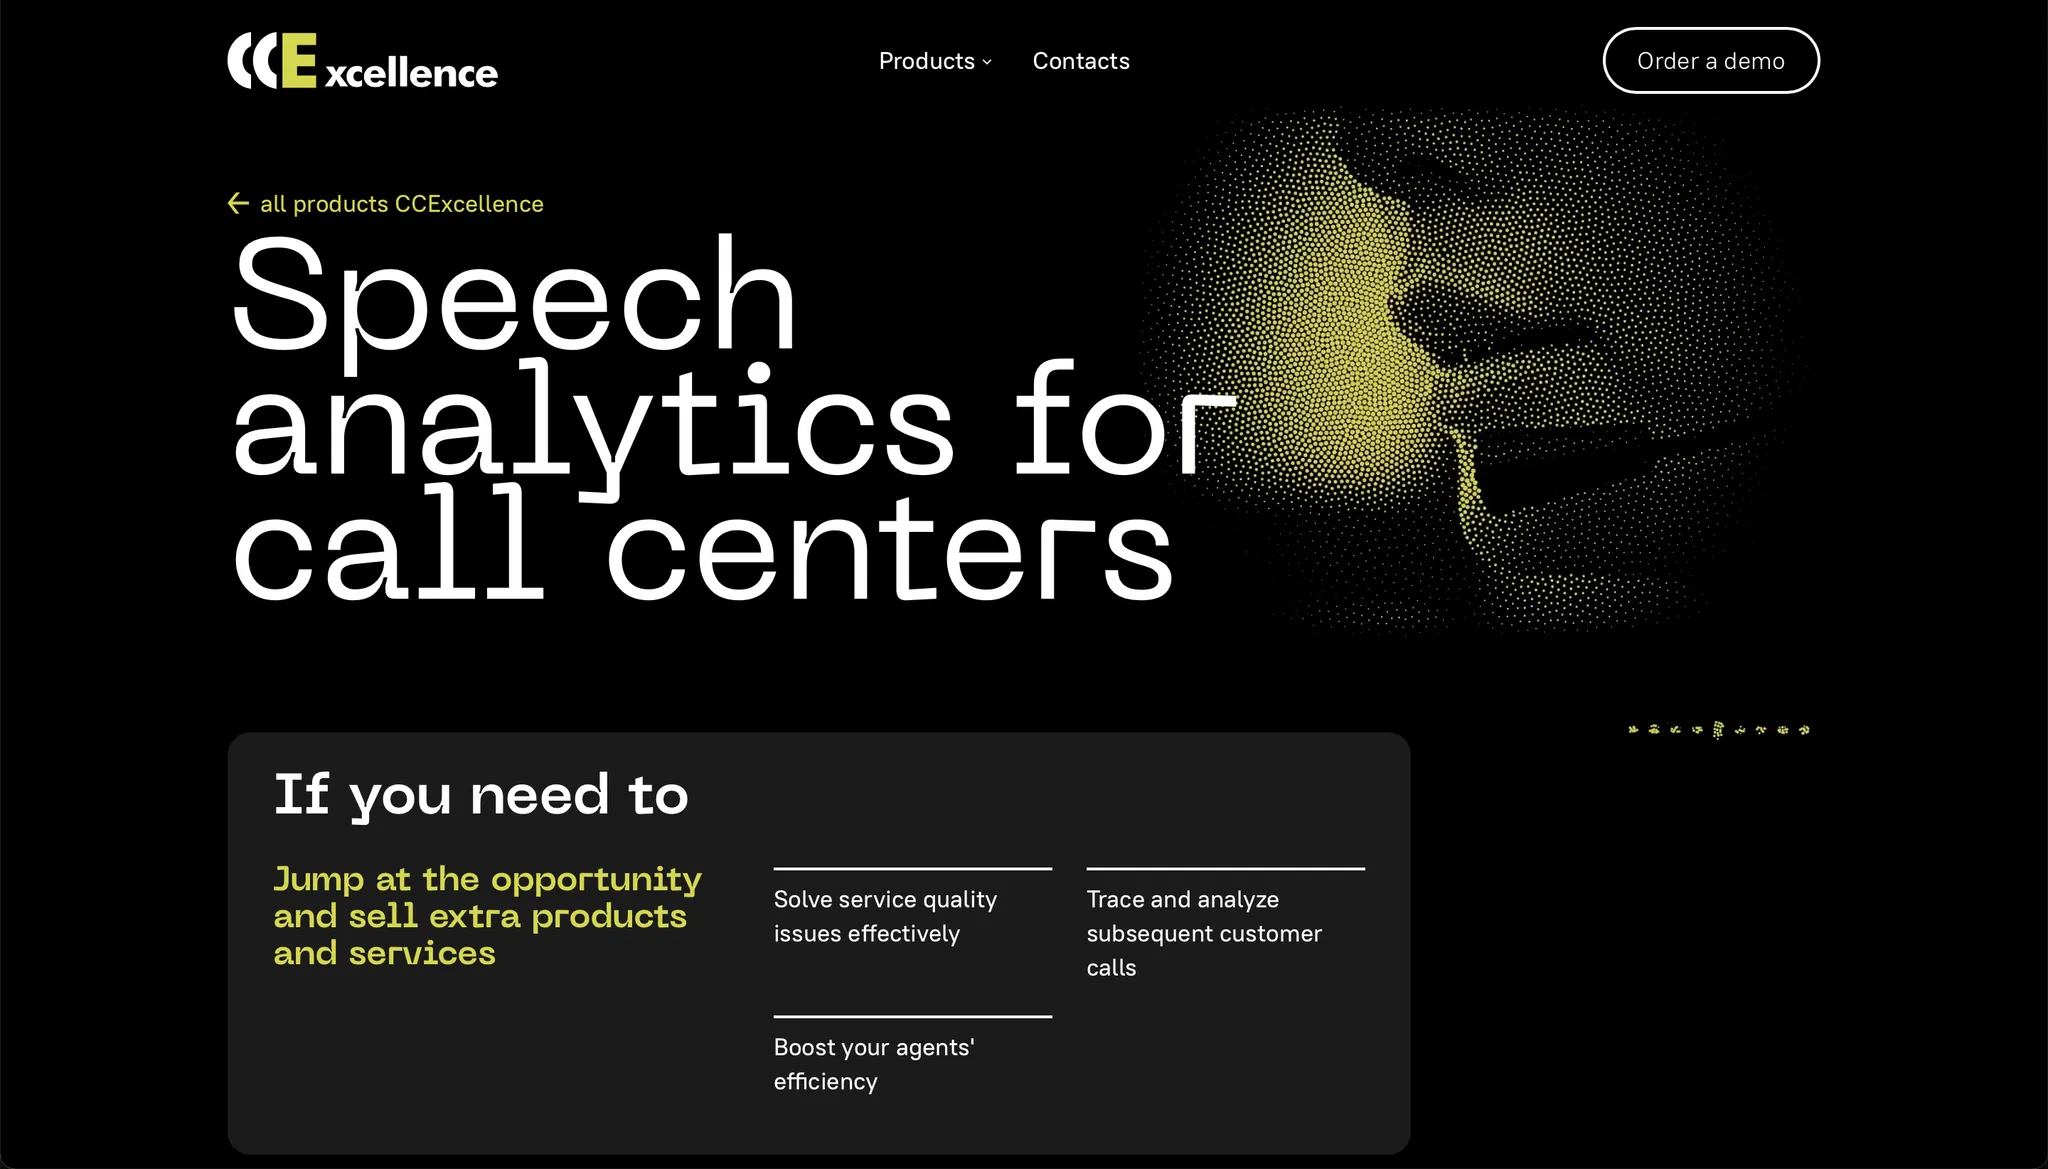 CCExcellence
Products
Contacts
Order a demo
all products CCExcellence
Speech
analytics for
call centers
If you need to
Jump at the opportunity
and sell extra products
and services
Solve service quality
issues effectively
Trace and analyze
subsequent customer
calls
Boost your agents'
efficiency